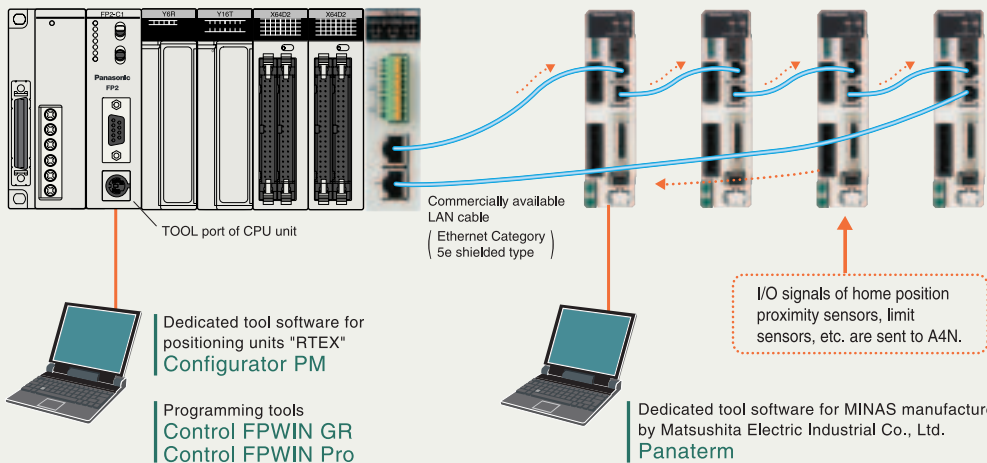 FP2-C1
Y6R
Y16T
X64D2
X64D2
Panasonic
FP2
TOOL port of CPU unit
Commercially available
LAN cable
( Ethernet Category
5e shielded type )
I/O signals of home position
proximity sensors, limit
sensors, etc. are sent to A4N.
Dedicated tool software for
positioning units "RTEX"
Configurator PM
Programming tools
Control FPWIN GR
Control FPWIN Pro
Dedicated tool software for MINAS manufacture
by Matsushita Electric Industrial Co., Ltd.
Panaterm